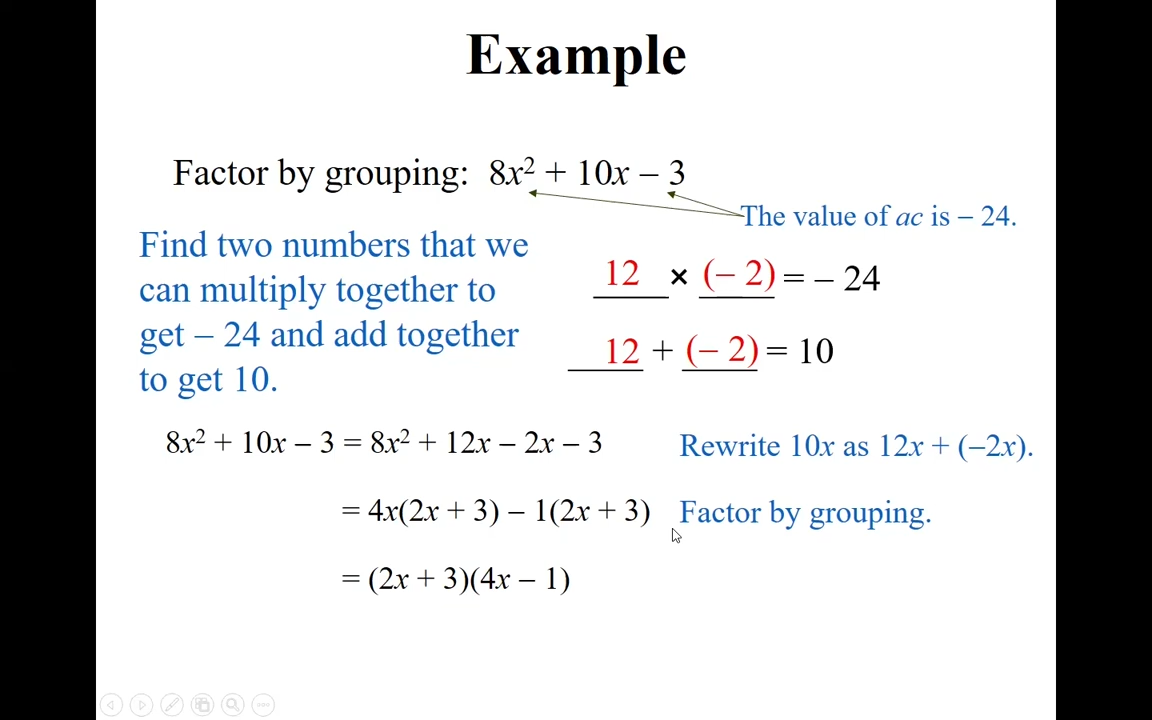 Example
Factor by grouping: 8x² + 10x – 3
The value of ac is – 24.
Find two numbers that we
can multiply together to
get – 24 and add together
to get 10.
12 × (– 2) = – 24
12 + (– 2) = 10
8x² + 10x – 3 = 8x² + 12x – 2x – 3
Rewrite 10x as 12x + (–2x).
= 4x(2x + 3) – 1(2x + 3)
Factor by grouping.
= (2x + 3)(4x – 1)